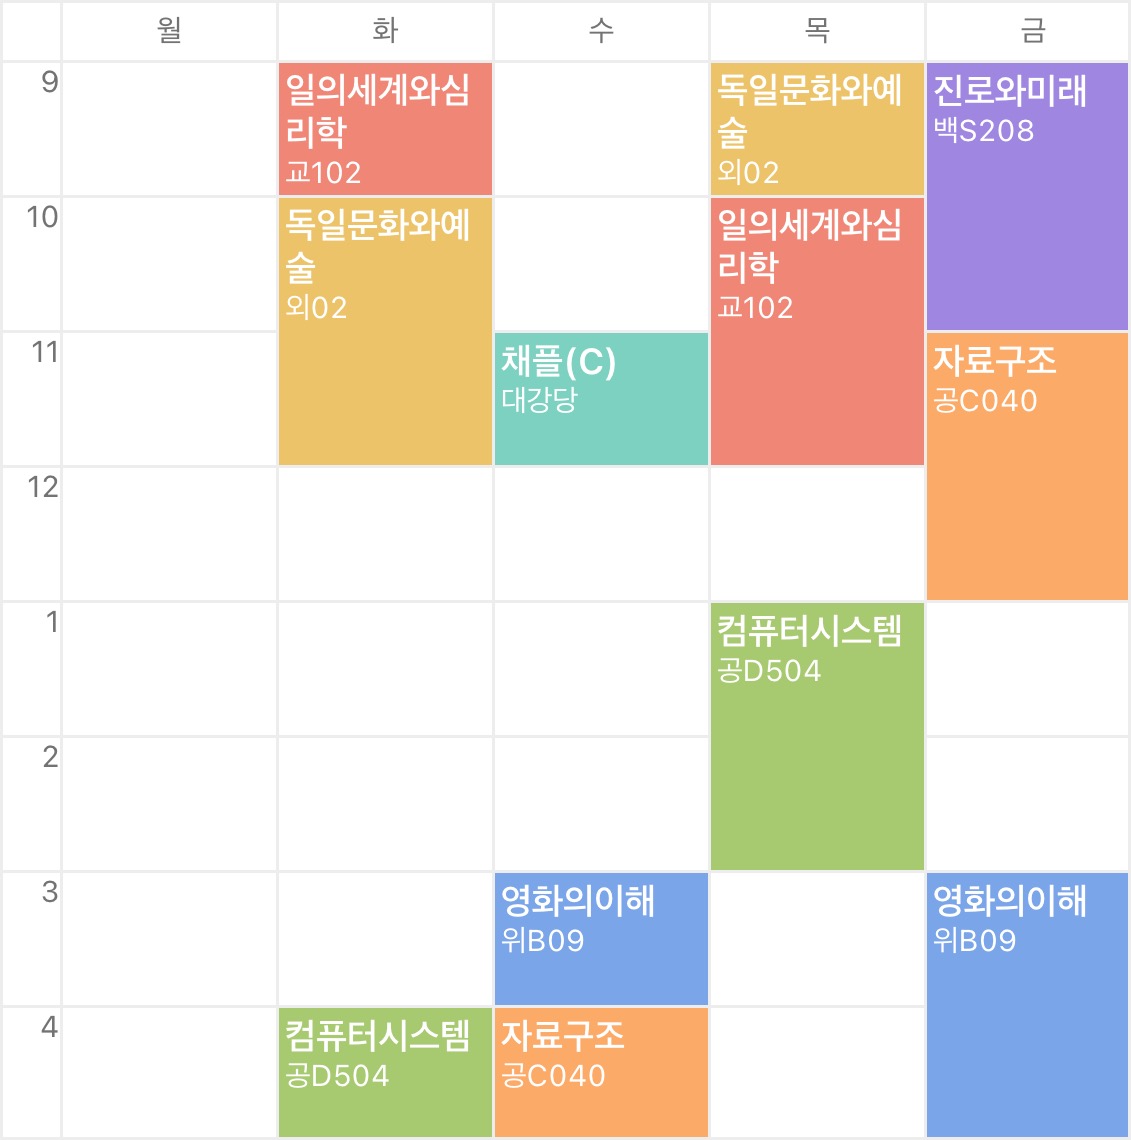 월
화
수
목
금
9
일의세계와심
리학
교102
독일문화와예
술
외02
진로와미래
백S208
10
독일문화와예
술
외02
일의세계와심
리학
교102
11
채플(C)
대강당
자료구조
공C040
12
1
컴퓨터시스템
공D504
2
3
영화의이해
위B09
영화의이해
위B09
4
컴퓨터시스템
공D504
자료구조
공C040